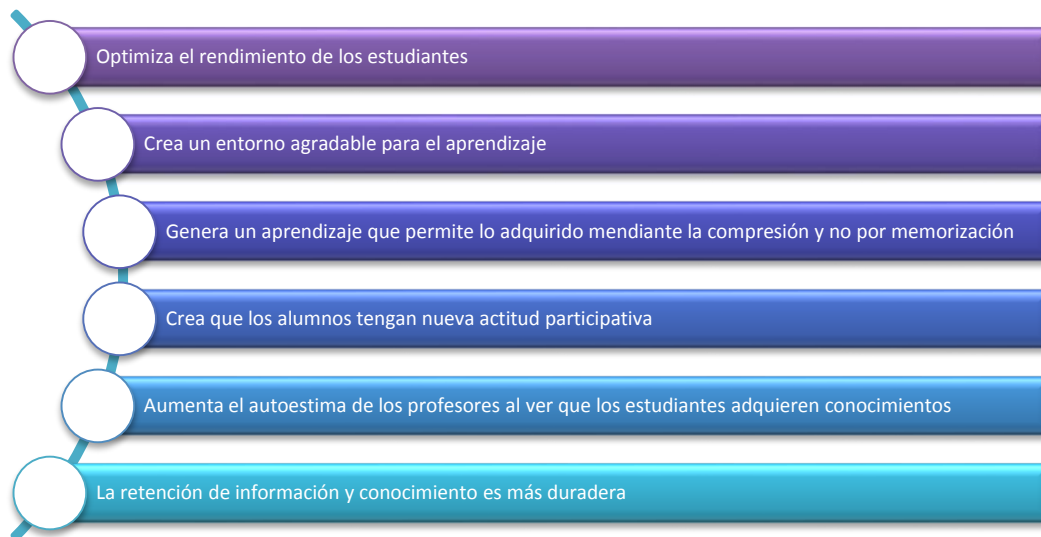 Optimiza el rendimiento de los estudiantes
Crea un entorno agradable para el aprendizaje
Genera un aprendizaje que permite lo adquirido mendiante la compresión y no por memorización
Crea que los alumnos tengan nueva actitud participativa
Aumenta el autoestima de los profesores al ver que los estudiantes adquieren conocimientos
La retención de información y conocimiento es más duradera